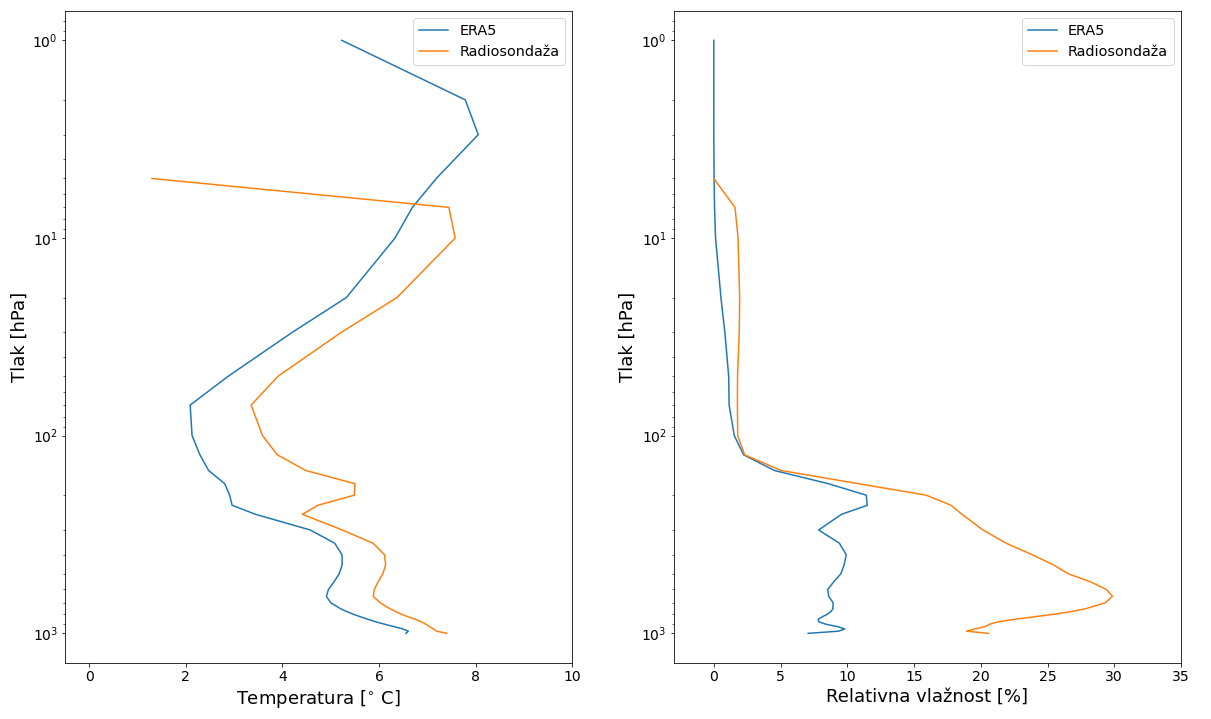 ERA5
Radiosondaža
10⁰
10¹
10²
10³
Tlak [hPa]
0 2 4 6 8 10
Temperatura [° C]
ERA5
Radiosondaža
10⁰
10¹
10²
10³
Tlak [hPa]
0 5 10 15 20 25 30 35
Relativna vlažnost [%]